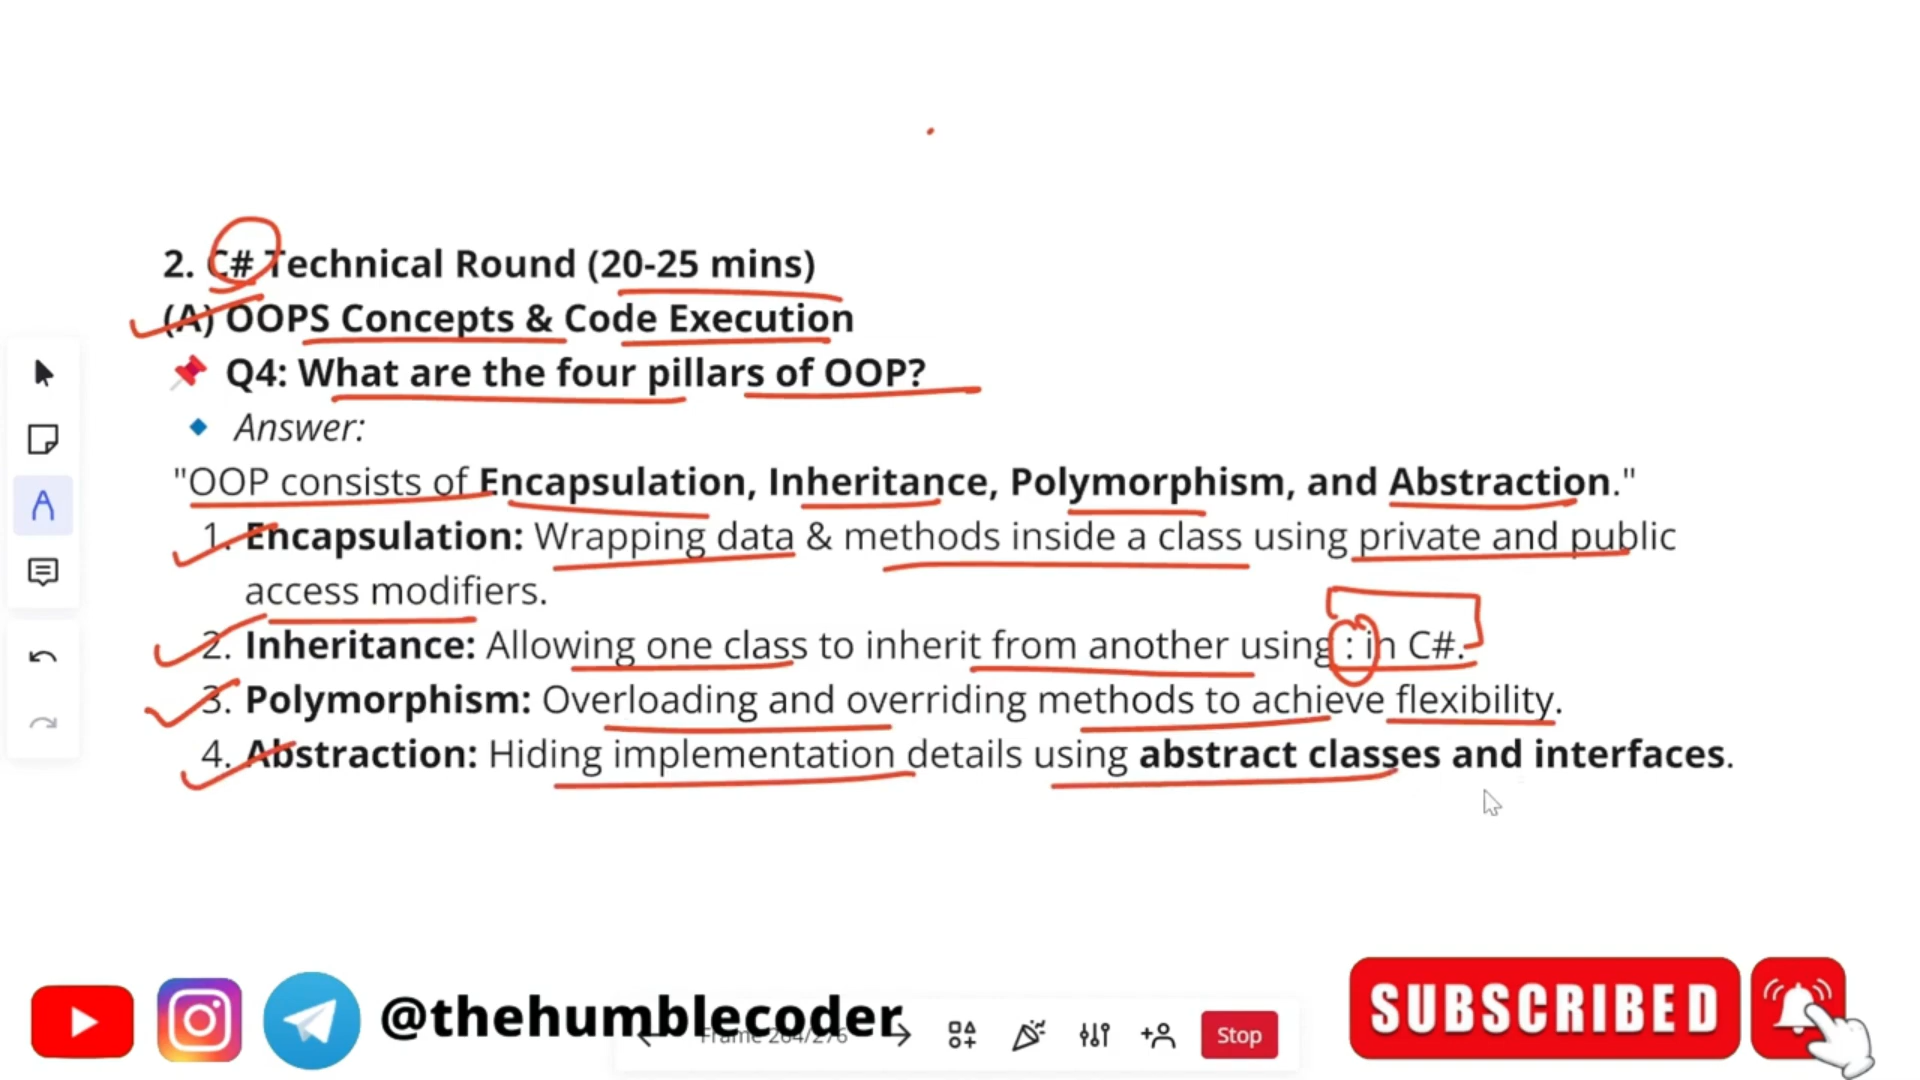 2. C# Technical Round (20-25 mins)
(A) OOPS Concepts & Code Execution
Q4: What are the four pillars of OOP?
Answer:
"OOP consists of Encapsulation, Inheritance, Polymorphism, and Abstraction."
1. Encapsulation: Wrapping data & methods inside a class using private and public
access modifiers.
2. Inheritance: Allowing one class to inherit from another using : in C#.
3. Polymorphism: Overloading and overriding methods to achieve flexibility.
4. Abstraction: Hiding implementation details using abstract classes and interfaces.
@thehumblecoder
Frame 264/276
Stop
SUBSCRIBED